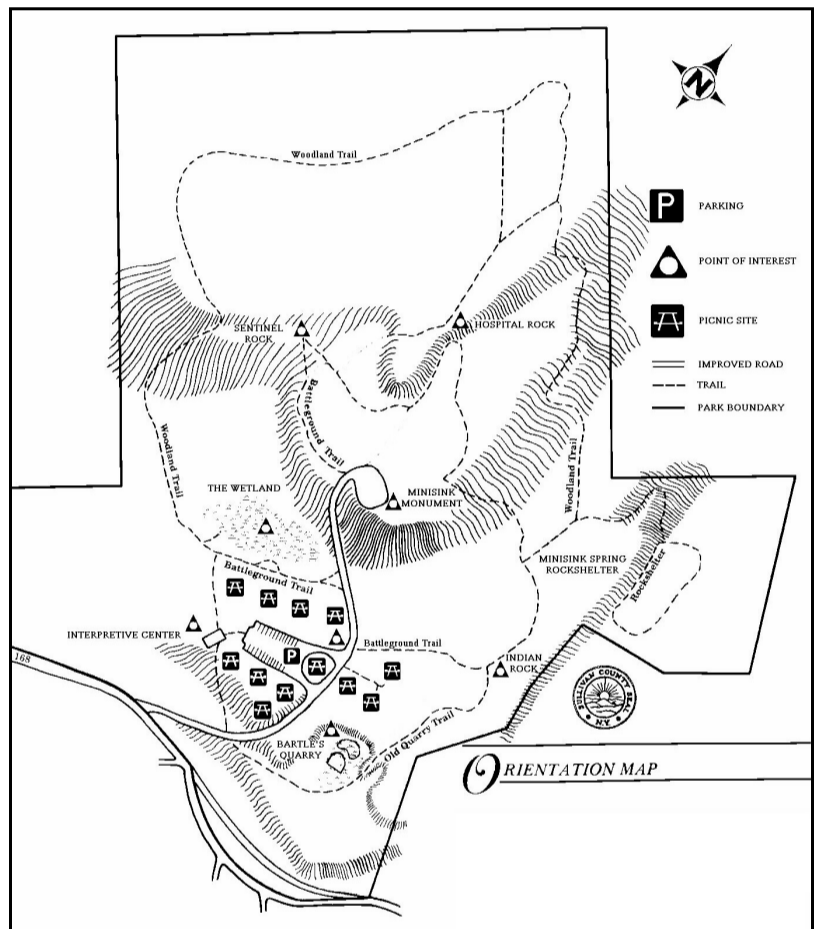 N
Woodland Trail
P PARKING
POINT OF INTEREST
PICNIC SITE
IMPROVED ROAD
TRAIL
PARK BOUNDARY
SENTINEL
ROCK
HOSPITAL ROCK
Battleground Trail
Woodland Trail
Woodland Trail
THE WETLAND
MINISINK
MONUMENT
MINISINK SPRING
ROCKSHELTER
Rockshelter
Battleground Trail
INTERPRETIVE CENTER
Battleground Trail
P
INDIAN
ROCK
168
SULLIVAN COUNTY SEAL
N.Y.
BARTLE'S
QUARRY
Old Quarry Trail
ORIENTATION MAP